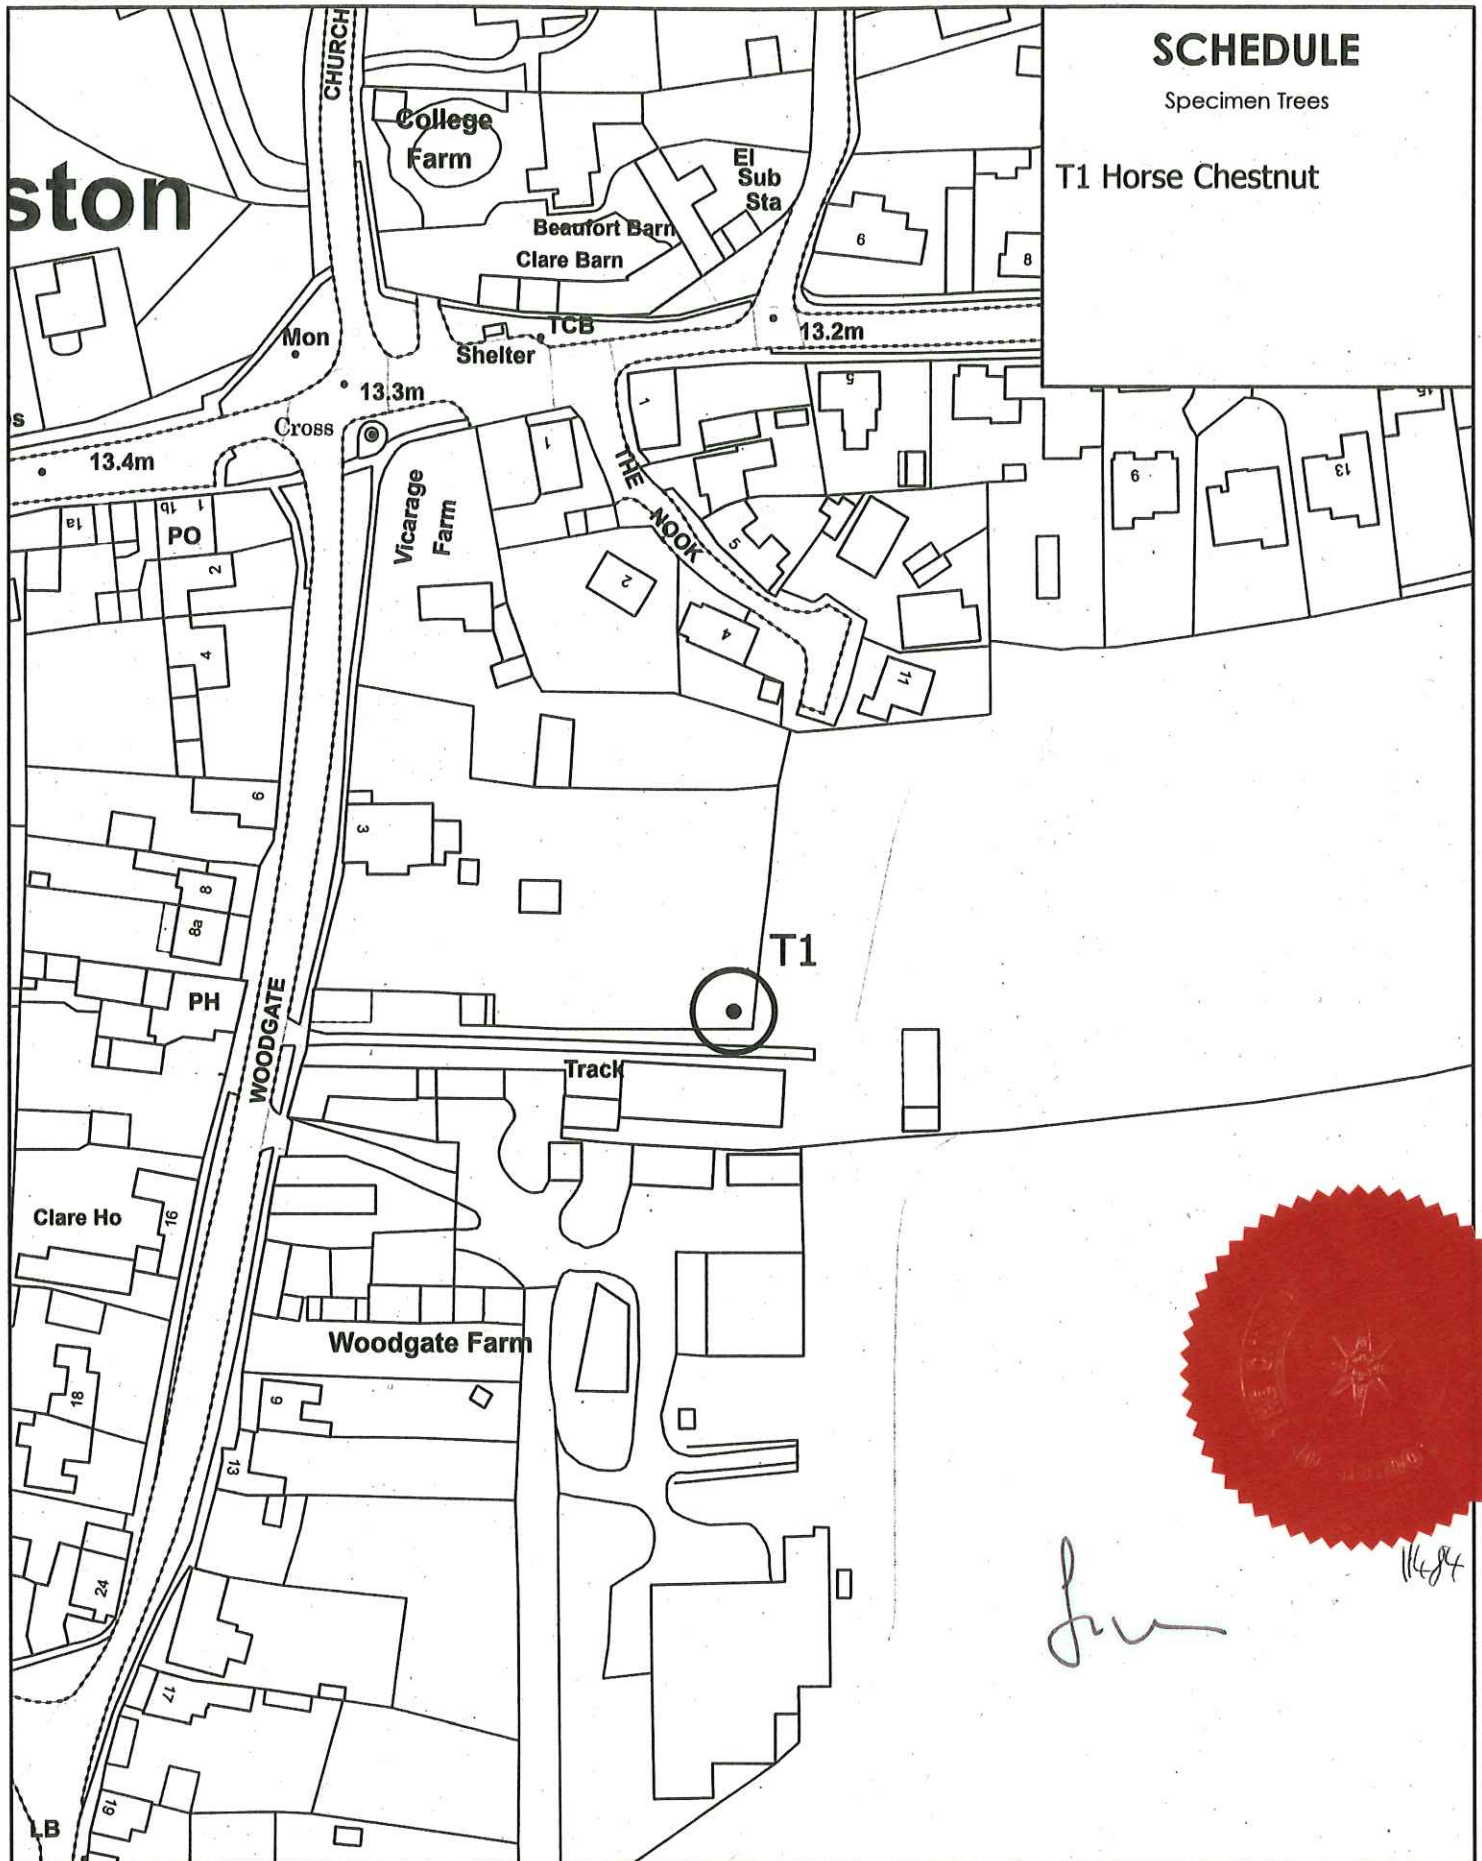 SCHEDULE
Specimen Trees
T1 Horse Chestnut
CHURCH
College
Farm
ston
El
Sub
Sta
Beaufort Barn
Clare Barn
6
8
Mon
TCB
Shelter
13.2m
13.3m
Cross
13.4m
s
1
5
15
1
THE
NOOK
9
13
Vicarage
Farm
1a
1b
1
PO
2
5
2
4
4
11
6
3
8
8a
T1
PH
WOODGATE
Track
Clare Ho
16
Woodgate Farm
18
9
13
24
17
19
LB